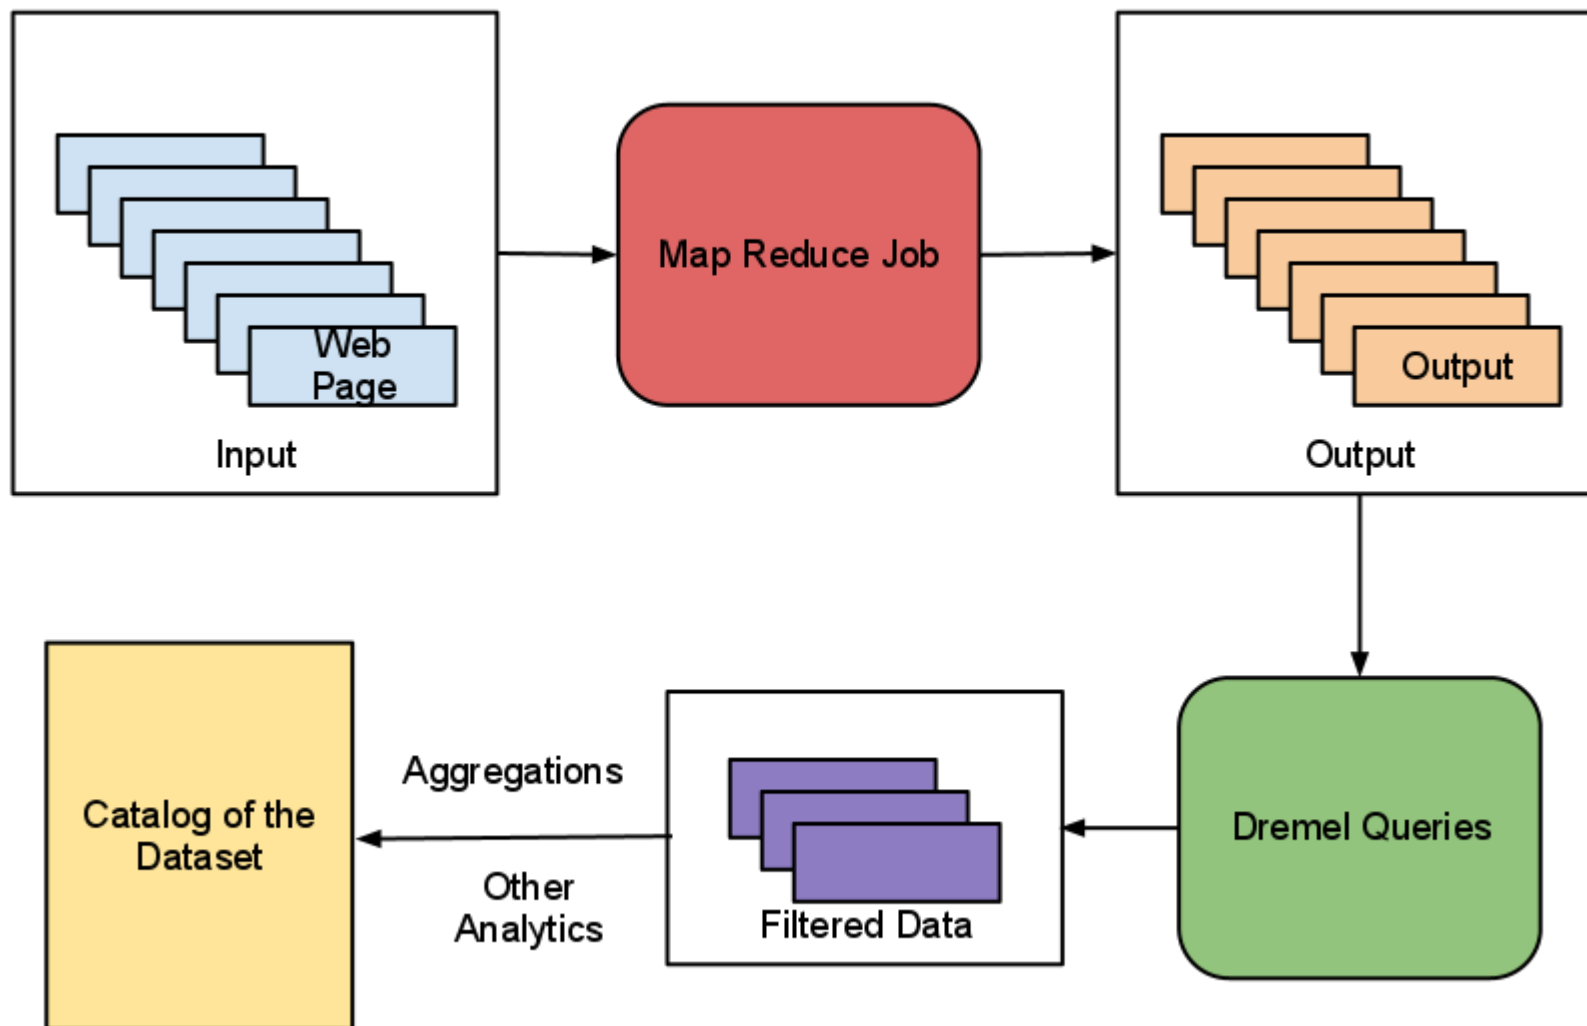 Web
Page
Input
Map Reduce Job
Output
Output
Dremel Queries
Filtered Data
Aggregations
Other
Analytics
Catalog of the
Dataset